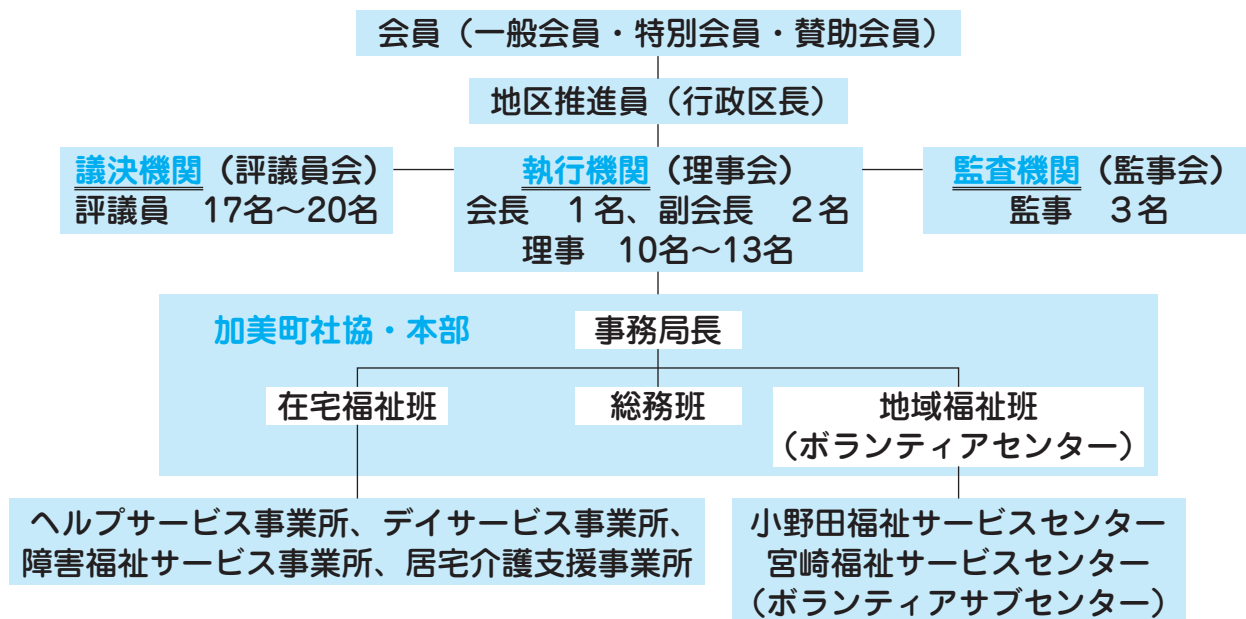 会員（一般会員・特別会員・賛助会員）
地区推進員（行政区長）
議決機関（評議員会）
評議員　17名～20名
執行機関（理事会）
会長　１名、副会長　２名
理事　10名～13名
監査機関（監事会）
監事　３名
加美町社協・本部
事務局長
在宅福祉班
総務班
地域福祉班
（ボランティアセンター）
ヘルプサービス事業所、デイサービス事業所、
障害福祉サービス事業所、居宅介護支援事業所
小野田福祉サービスセンター
宮崎福祉サービスセンター
（ボランティアサブセンター）